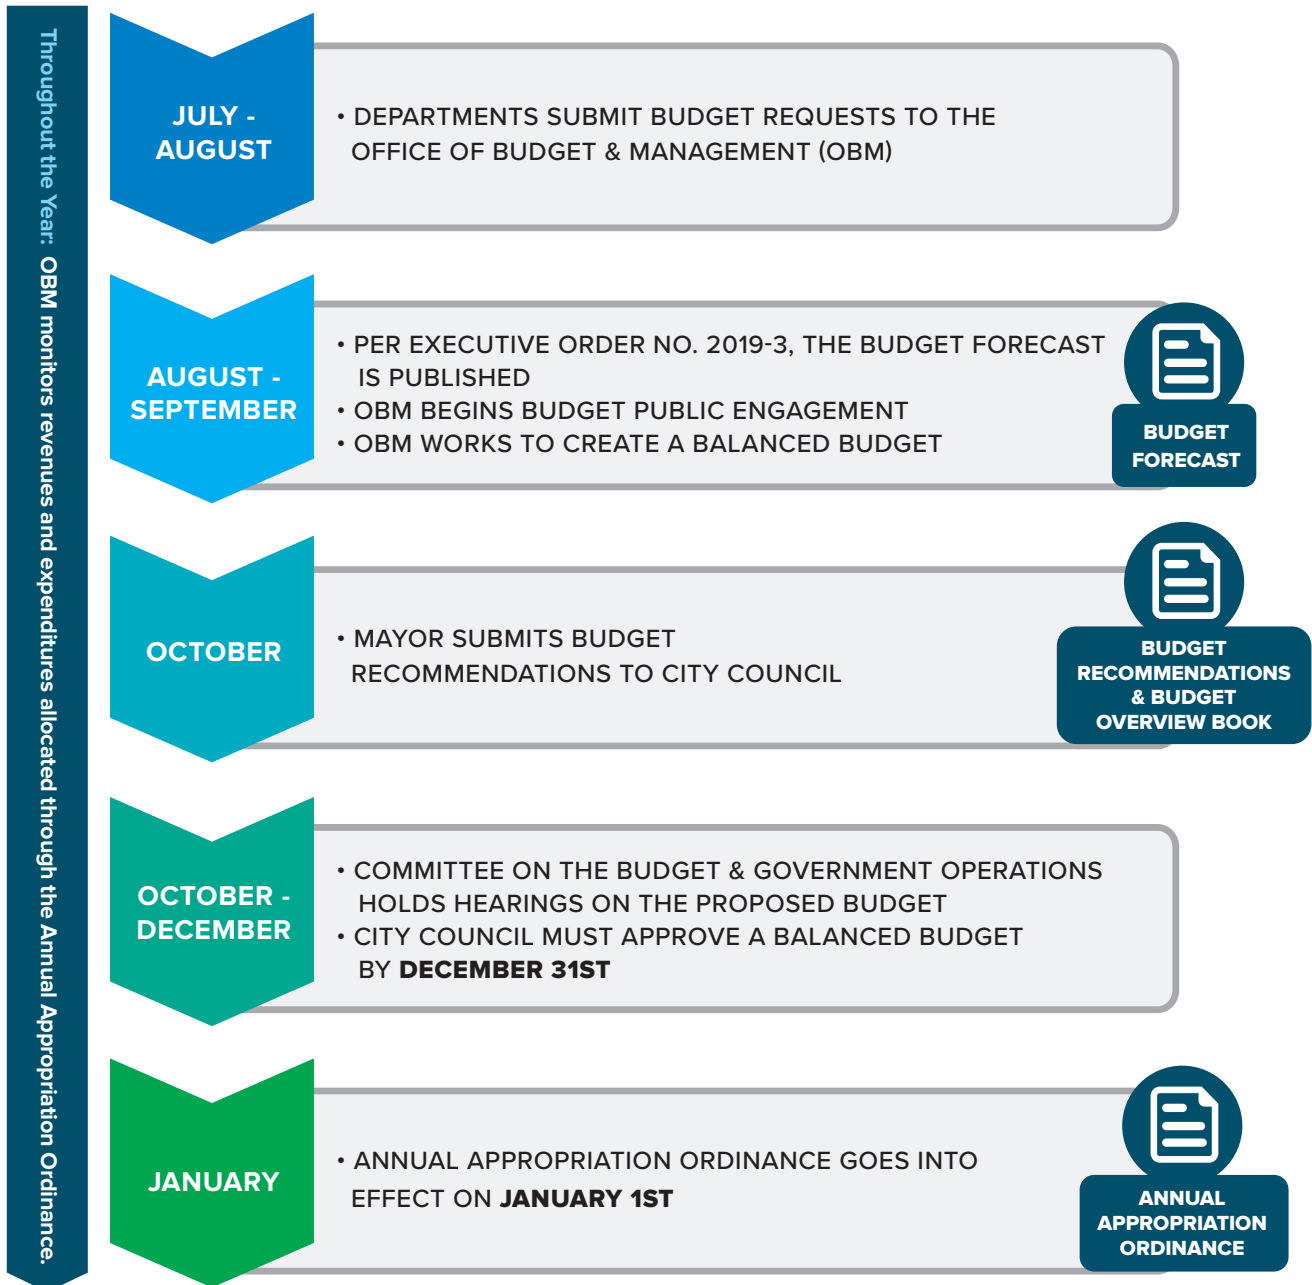 Throughout the Year: OBM monitors revenues and expenditures allocated through the Annual Appropriation Ordinance.
JULY -
AUGUST
• DEPARTMENTS SUBMIT BUDGET REQUESTS TO THE
OFFICE OF BUDGET & MANAGEMENT (OBM)
AUGUST -
SEPTEMBER
• PER EXECUTIVE ORDER NO. 2019-3, THE BUDGET FORECAST
IS PUBLISHED
• OBM BEGINS BUDGET PUBLIC ENGAGEMENT
• OBM WORKS TO CREATE A BALANCED BUDGET
BUDGET
FORECAST
OCTOBER
• MAYOR SUBMITS BUDGET
RECOMMENDATIONS TO CITY COUNCIL
BUDGET
RECOMMENDATIONS
& BUDGET
OVERVIEW BOOK
OCTOBER -
DECEMBER
• COMMITTEE ON THE BUDGET & GOVERNMENT OPERATIONS
HOLDS HEARINGS ON THE PROPOSED BUDGET
• CITY COUNCIL MUST APPROVE A BALANCED BUDGET
BY DECEMBER 31ST
JANUARY
• ANNUAL APPROPRIATION ORDINANCE GOES INTO
EFFECT ON JANUARY 1ST
ANNUAL
APPROPRIATION
ORDINANCE